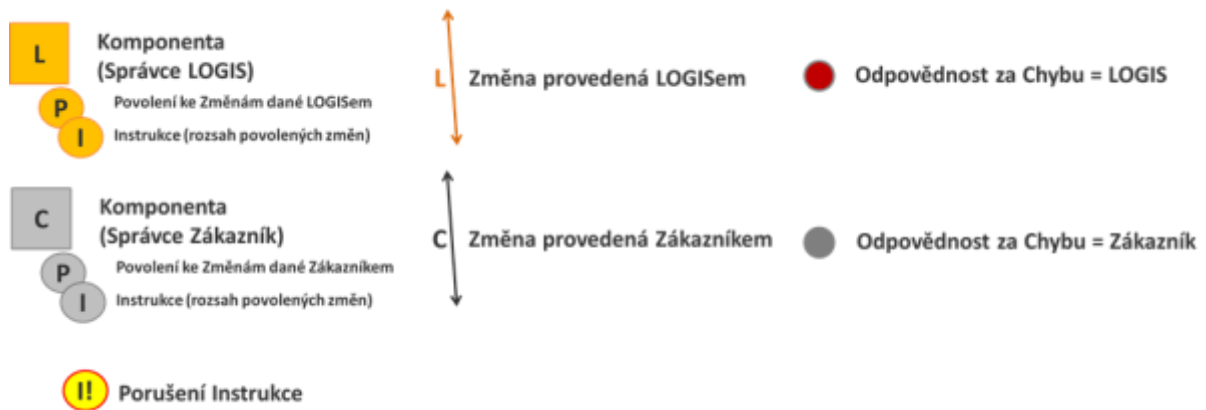 L
Komponenta
(Správce LOGIS)
P
Povolení ke Změnám dané LOGISem
I
Instrukce (rozsah povolených změn)
L
Změna provedená LOGISem
Odpovědnost za Chybu = LOGIS
C
Komponenta
(Správce Zákazník)
P
Povolení ke Změnám dané Zákazníkem
I
Instrukce (rozsah povolených změn)
C
Změna provedená Zákazníkem
Odpovědnost za Chybu = Zákazník
I!
Porušení Instrukce